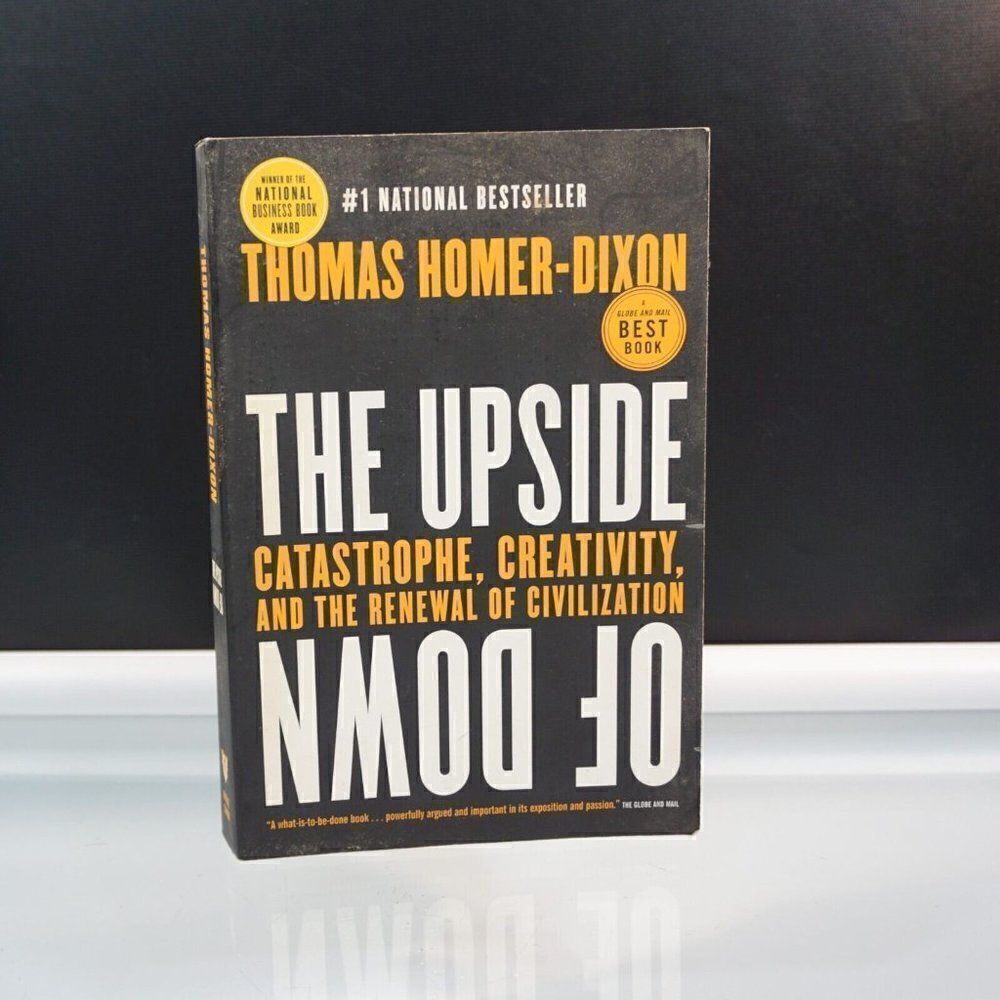 WINNER OF THE
NATIONAL
BUSINESS BOOK
AWARD
#1 NATIONAL BESTSELLER
THOMAS HOMER-DIXON
A
GLOBE AND MAIL
BEST
BOOK
THE UPSIDE
CATASTROPHE, CREATIVITY,
AND THE RENEWAL OF CIVILIZATION
OF DOWN
"A what-is-to-be-done book . . . powerfully argued and important in its exposition and passion." THE GLOBE AND MAIL
THOMAS HOMER-DIXON